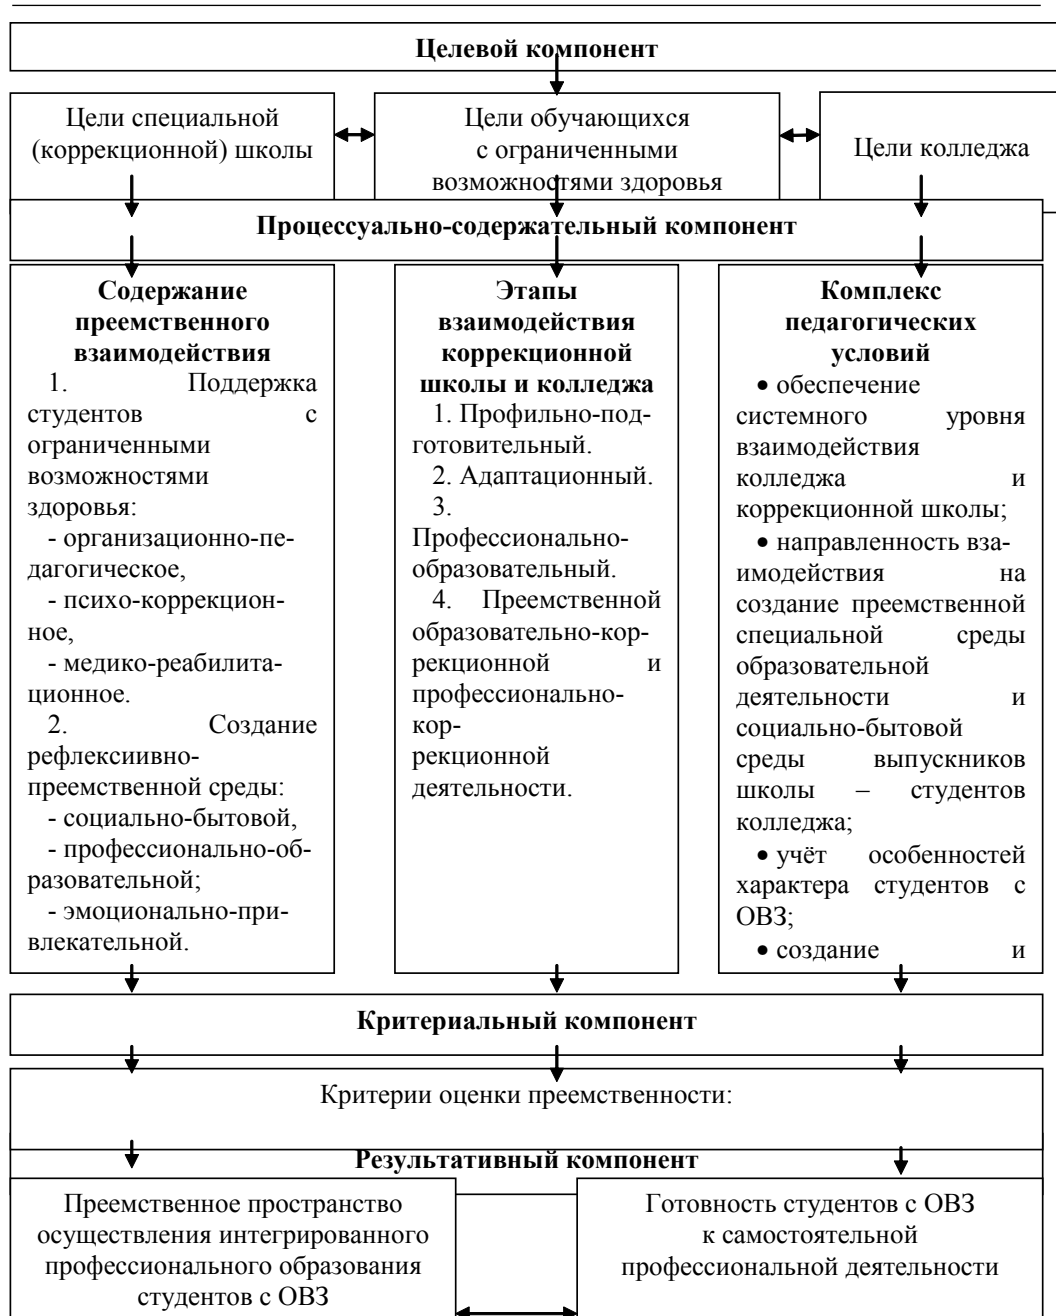 Целевой компонент
Цели специальной
(коррекционной) школы
Цели обучающихся
с ограниченными
возможностями здоровья
Цели колледжа
Процессуально-содержательный компонент
Содержание
преемственного
взаимодействия
1. Поддержка
студентов с
ограниченными
возможностями
здоровья:
- организационно-пе-
дагогическое,
- психо-коррекцион-
ное,
- медико-реабилита-
ционное.
2. Создание
рефлексиивно-
преемственной среды:
- социально-бытовой,
- профессионально-об-
разовательной;
- эмоционально-при-
влекательной.
Этапы
взаимодействия
коррекционной
школы и колледжа
1. Профильно-под-
готовительный.
2. Адаптационный.
3.
Профессионально-
образовательный.
4. Преемственной
образовательно-кор-
рекционной и
профессионально-
кор-
рекционной
деятельности.
Комплекс
педагогических
условий
• обеспечение
системного уровня
взаимодействия
колледжа и
коррекционной школы;
• направленность вза-
имодействия на
создание преемственной
специальной среды
образовательной
деятельности и
социально-бытовой
среды выпускников
школы – студентов
колледжа;
• учёт особенностей
характера студентов с
ОВЗ;
• создание и
Критериальный компонент
Критерии оценки преемственности:
Результативный компонент
Преемственное пространство
осуществления интегрированного
профессионального образования
студентов с ОВЗ
Готовность студентов с ОВЗ
к самостоятельной
профессиональной деятельности